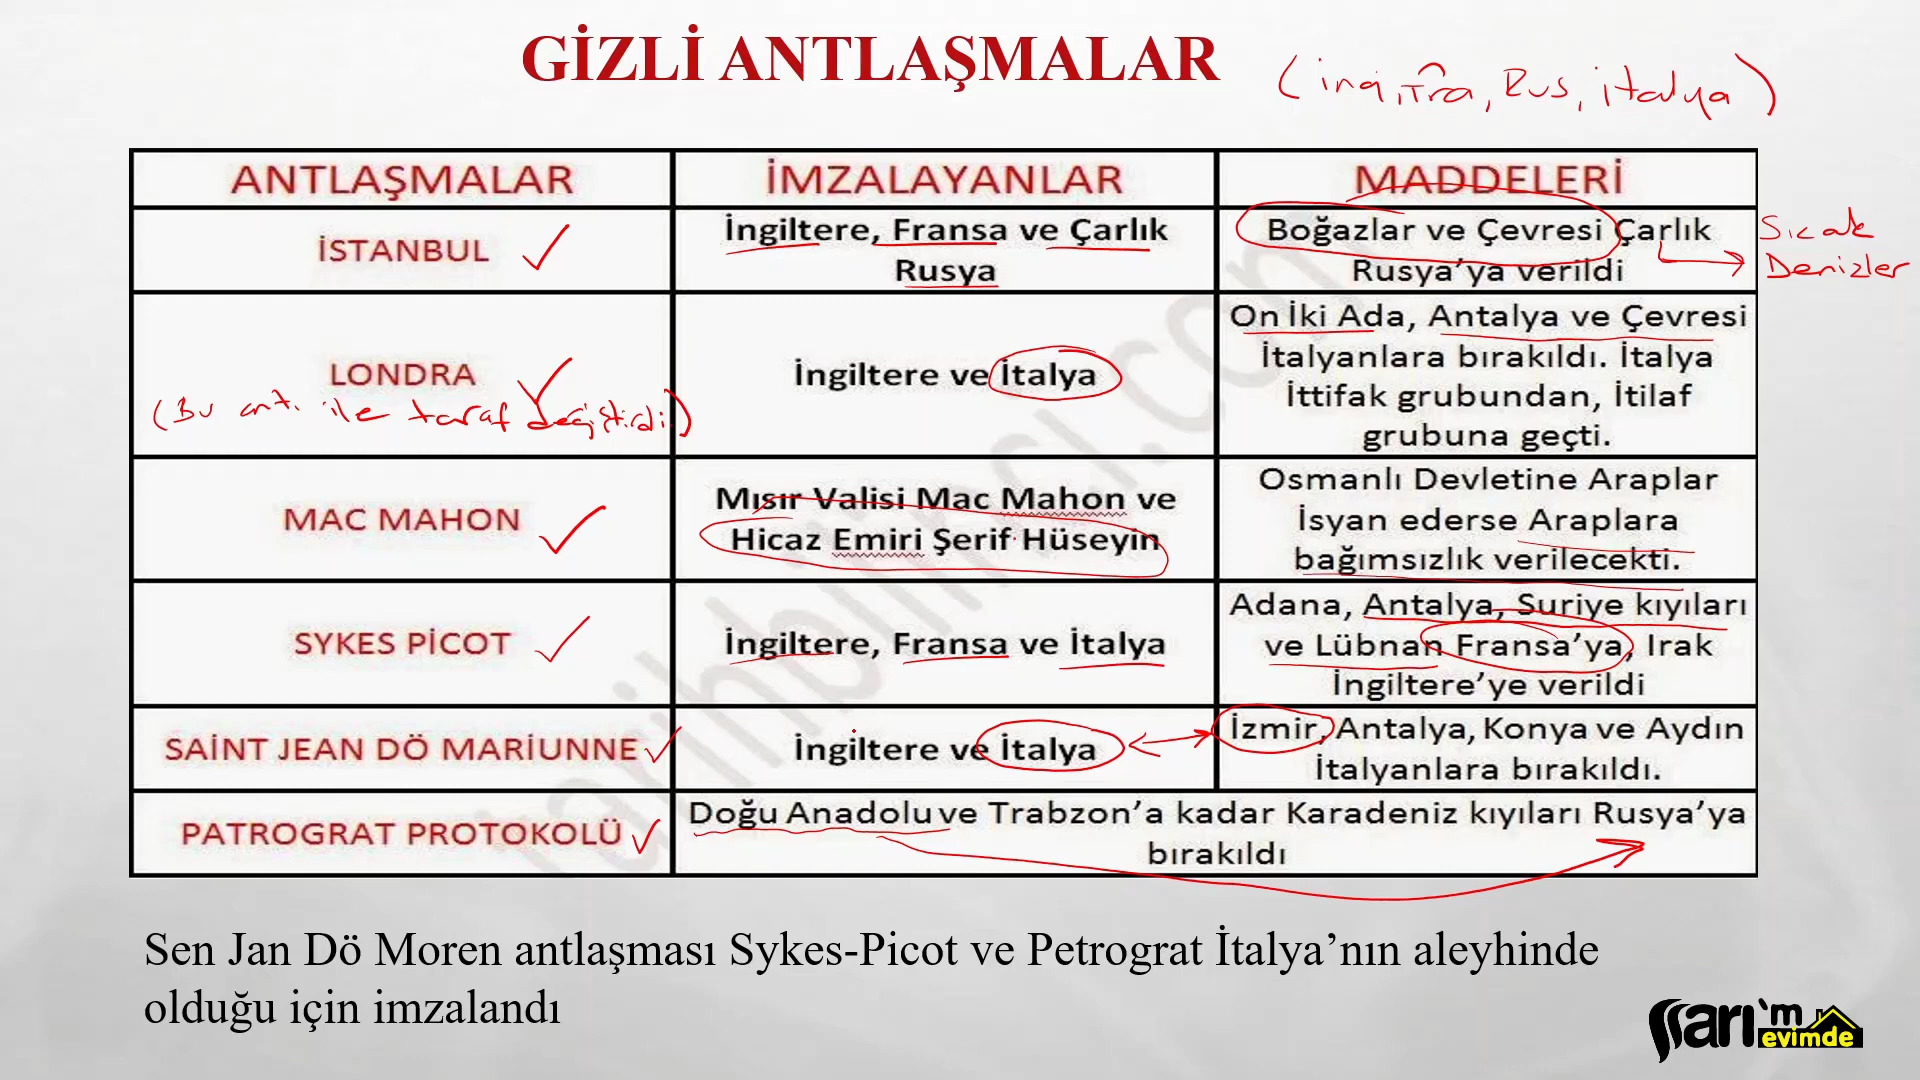 GİZLİ ANTLAŞMALAR
(ing, Fra, Rus, italya)
ANTLAŞMALAR
İMZALAYANLAR
MADDELERİ
İSTANBUL
İngiltere, Fransa ve Çarlık
Rusya
Boğazlar ve Çevresi Çarlık
Rusya'ya verildi
Sıcak
Denizler
LONDRA
(Bu ant. ile taraf değiştirdi)
İngiltere ve İtalya
On İki Ada, Antalya ve Çevresi
İtalyanlara bırakıldı. İtalya
İttifak grubundan, İtilaf
grubuna geçti.
MAC MAHON
Mısır Valisi Mac Mahon ve
Hicaz Emiri Şerif Hüseyin
Osmanlı Devletine Araplar
İsyan ederse Araplara
bağımsızlık verilecekti.
SYKES PİCOT
İngiltere, Fransa ve İtalya
Adana, Antalya, Suriye kıyıları
ve Lübnan Fransa'ya, Irak
İngiltere'ye verildi
SAİNT JEAN DÖ MARİUNNE
İngiltere ve İtalya
İzmir, Antalya, Konya ve Aydın
İtalyanlara bırakıldı.
PATROGRAT PROTOKOLÜ
Doğu Anadolu ve Trabzon'a kadar Karadeniz kıyıları Rusya'ya
bırakıldı
tarihbilinci.com
Sen Jan Dö Moren antlaşması Sykes-Picot ve Petrograt İtalya'nın aleyhinde
olduğu için imzalandı
sarı'm
evimde